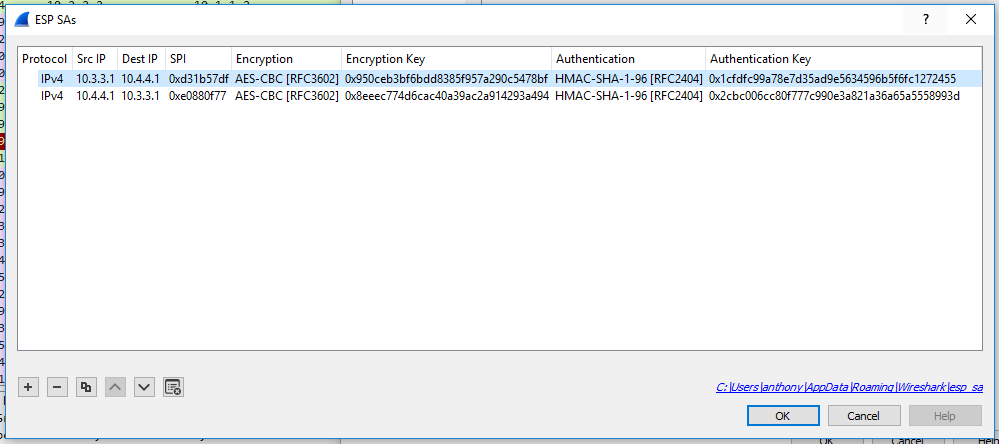 ESP SAs
?
Protocol Src IP Dest IP SPI Encryption Encryption Key Authentication Authentication Key
IPv4 10.3.3.1 10.4.4.1 0xd31b57df AES-CBC [RFC3602] 0x950ceb3bf6bdd8385f957a290c5478bf HMAC-SHA-1-96 [RFC2404] 0x1cfdfc99a78e7d35ad9e5634596b5f6fc1272455
IPv4 10.4.4.1 10.3.3.1 0xe0880f77 AES-CBC [RFC3602] 0x8eeec774d6cac40a39ac2a914293a494 HMAC-SHA-1-96 [RFC2404] 0x2cbc006cc80f777c990e3a821a36a65a5558993d
C:\Users\anthony\AppData\Roaming\Wireshark\esp_sa
OK Cancel Help